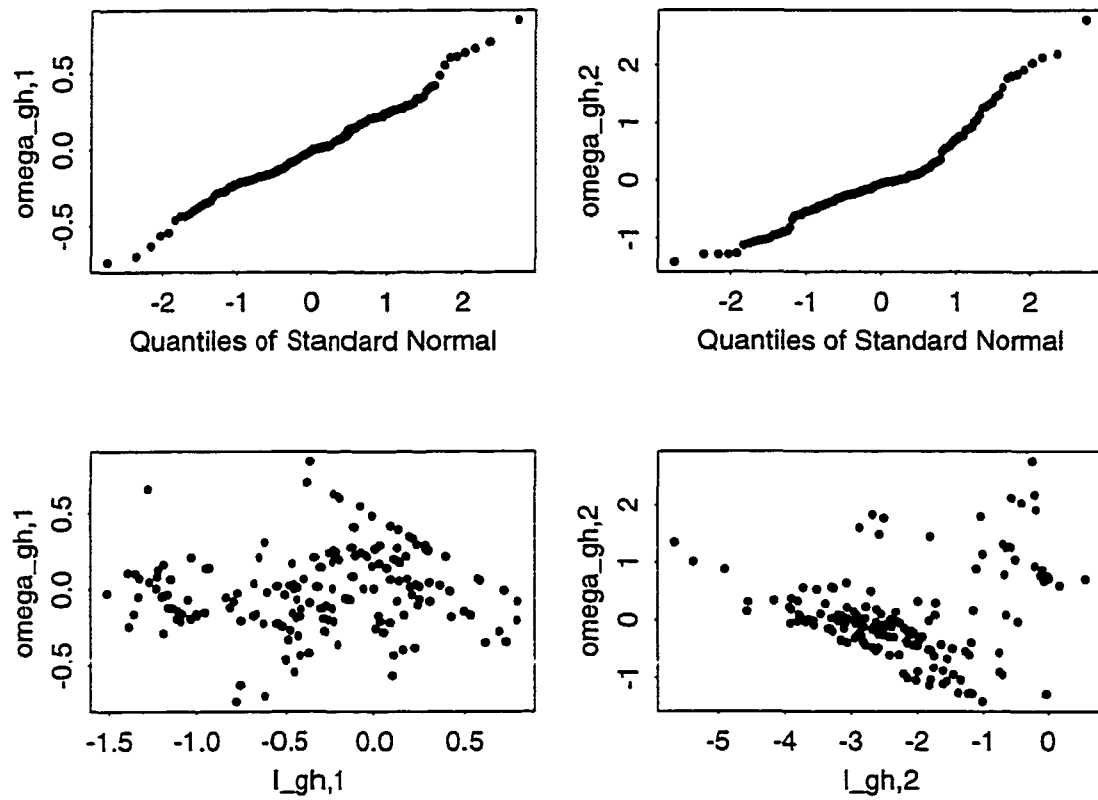 omega_gh,1
0.5
0.0
-0.5
-2 -1 0 1 2
Quantiles of Standard Normal
omega_gh,2
2
1
0
-1
-2 -1 0 1 2
Quantiles of Standard Normal
omega_gh,1
0.5
0.0
-0.5
-1.5 -1.0 -0.5 0.0 0.5
l_gh,1
omega_gh,2
2
1
0
-1
-5 -4 -3 -2 -1 0
l_gh,2